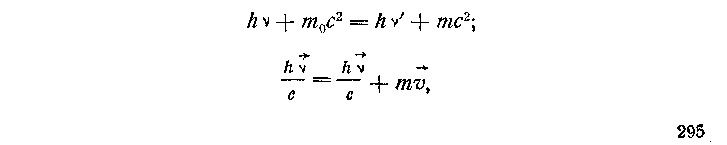 hν + m₀c² = hν′ + mc²;
hν⃗/c = hν⃗/c + mv⃗,
295